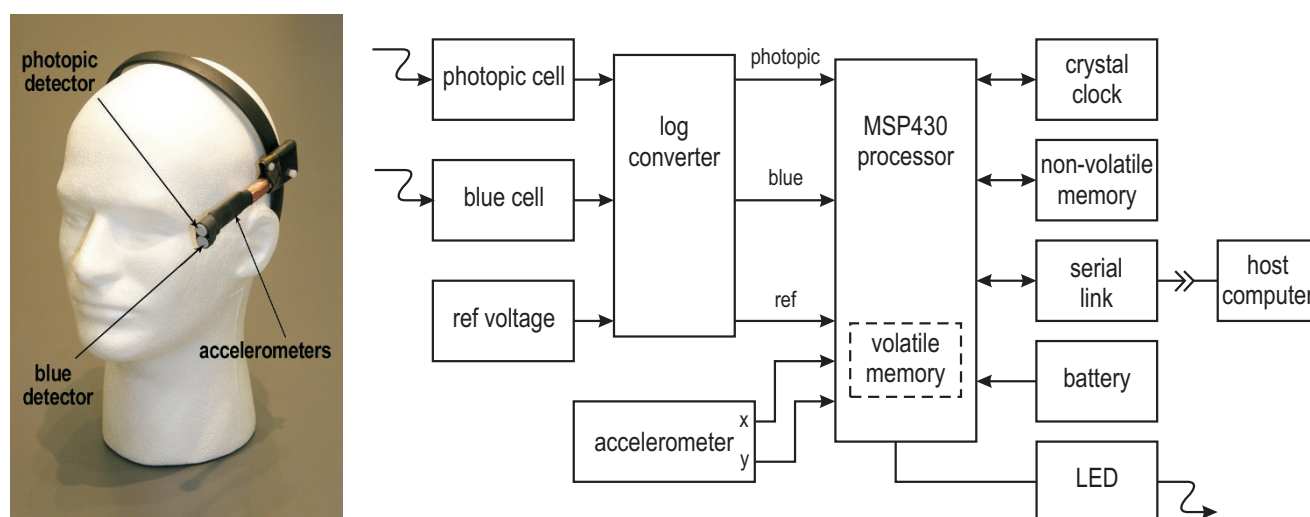 photopic
detector
accelerometers
blue
detector
photopic cell
blue cell
ref voltage
log
converter
photopic
blue
ref
accelerometer
x
y
MSP430
processor
volatile
memory
crystal
clock
non-volatile
memory
serial
link
host
computer
battery
LED